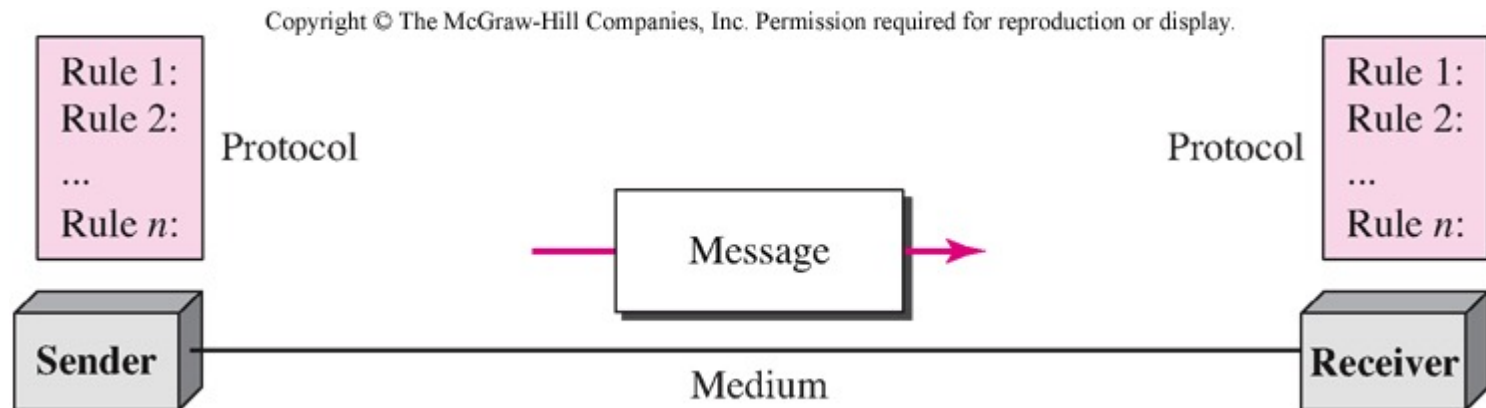 Copyright © The McGraw-Hill Companies, Inc. Permission required for reproduction or display.
Rule 1:
Rule 2:
...
Rule n:
Protocol
Protocol
Rule 1:
Rule 2:
...
Rule n:
Message
Sender
Medium
Receiver